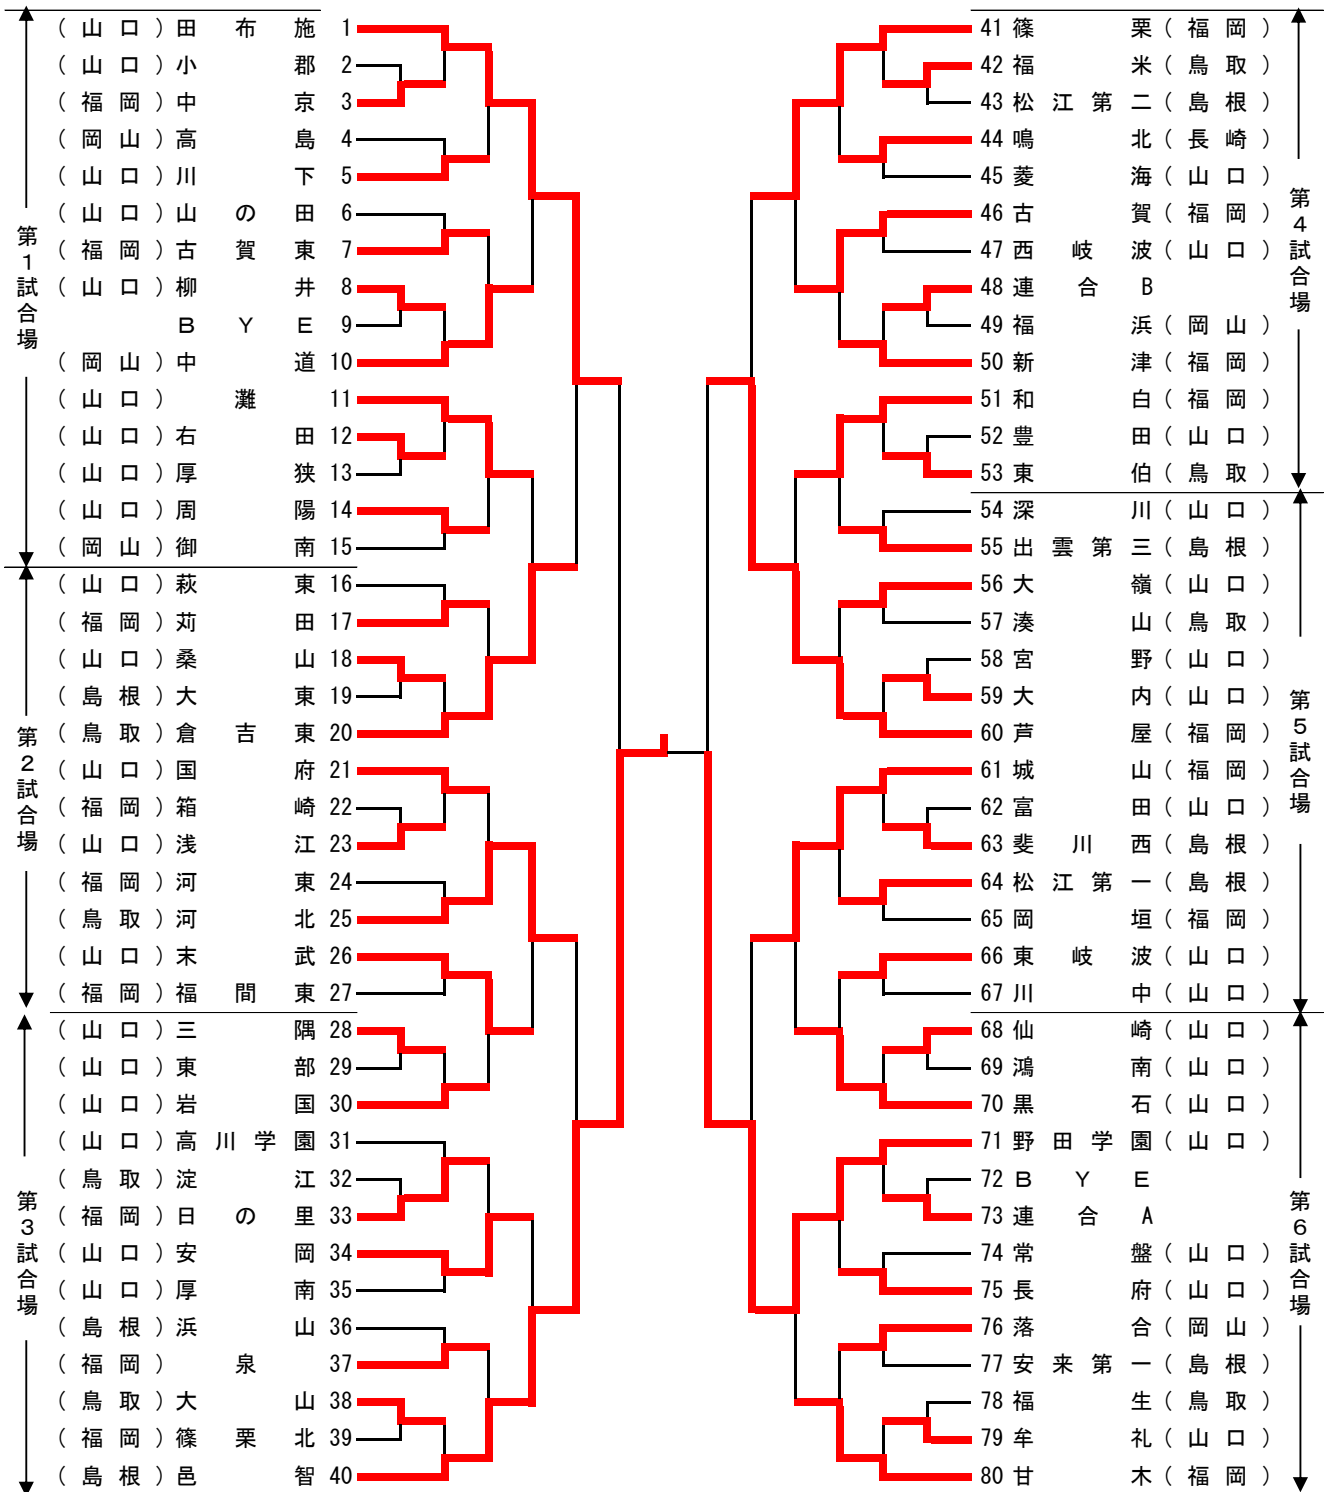 第1試合場
(山口)田布施 1
(山口)小郡 2
(福岡)中京 3
(岡山)高島 4
(山口)川下 5
(山口)山の田 6
(福岡)古賀東 7
(山口)柳井 8
BYE 9
(岡山)中道 10
(山口)灘 11
(山口)右田 12
(山口)厚狭 13
(山口)周陽 14
(岡山)御南 15
第2試合場
(山口)萩東 16
(福岡)苅田 17
(山口)桑山 18
(島根)大東 19
(鳥取)倉吉東 20
(山口)国府 21
(福岡)箱崎 22
(山口)浅江 23
(福岡)河東 24
(鳥取)河北 25
(山口)末武 26
(福岡)福間東 27
第3試合場
(山口)三隅 28
(山口)東部 29
(山口)岩国 30
(山口)高川学園 31
(鳥取)淀江 32
(福岡)日の里 33
(山口)安岡 34
(山口)厚南 35
(島根)浜山 36
(福岡)泉 37
(鳥取)大山 38
(福岡)篠栗北 39
(島根)邑智 40
第4試合場
41 篠栗(福岡)
42 福米(鳥取)
43 松江第二(島根)
44 鳴北(長崎)
45 菱海(山口)
46 古賀(福岡)
47 西岐波(山口)
48 連合B
49 福浜(岡山)
50 新津(福岡)
51 和白(福岡)
52 豊田(山口)
53 東伯(鳥取)
第5試合場
54 深川(山口)
55 出雲第三(島根)
56 大嶺(山口)
57 湊山(鳥取)
58 宮野(山口)
59 大内(山口)
60 芦屋(福岡)
61 城山(福岡)
62 富田(山口)
63 斐川西(島根)
64 松江第一(島根)
65 岡垣(福岡)
66 東岐波(山口)
67 川中(山口)
第6試合場
68 仙崎(山口)
69 鴻南(山口)
70 黒石(山口)
71 野田学園(山口)
72 BYE
73 連合A
74 常盤(山口)
75 長府(山口)
76 落合(岡山)
77 安来第一(島根)
78 福生(鳥取)
79 牟礼(山口)
80 甘木(福岡)